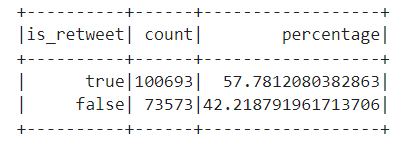 +----------+------+------------------+
|is_retweet| count|        percentage|
+----------+------+------------------+
|      true|100693|  57.7812080382863|
|     false| 73573|42.218791961713706|
+----------+------+------------------+